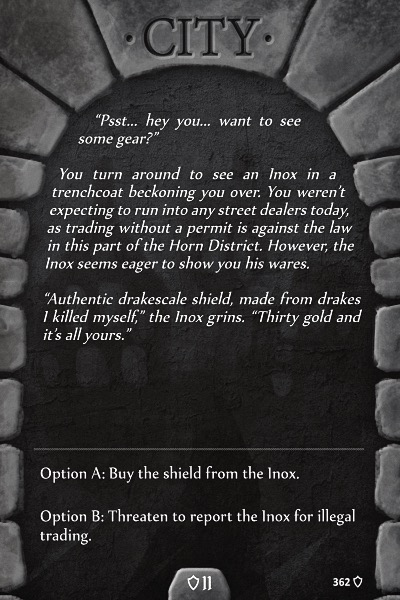 · CITY ·
“Psst... hey you... want to see
some gear?”
You turn around to see an Inox in a
trenchcoat beckoning you over. You weren’t
expecting to run into any street dealers today,
as trading without a permit is against the law
in this part of the Horn District. However, the
Inox seems eager to show you his wares.
“Authentic drakescale shield, made from drakes
I killed myself,” the Inox grins. “Thirty gold and
it’s all yours.”
Option A: Buy the shield from the Inox.
Option B: Threaten to report the Inox for illegal
trading.
11
362